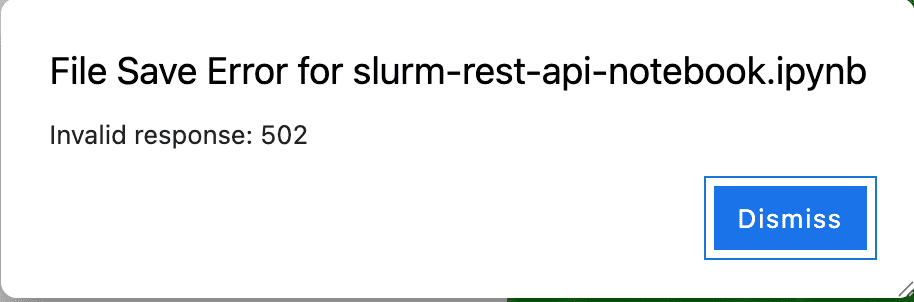 File Save Error for slurm-rest-api-notebook.ipynb
Invalid response: 502
Dismiss